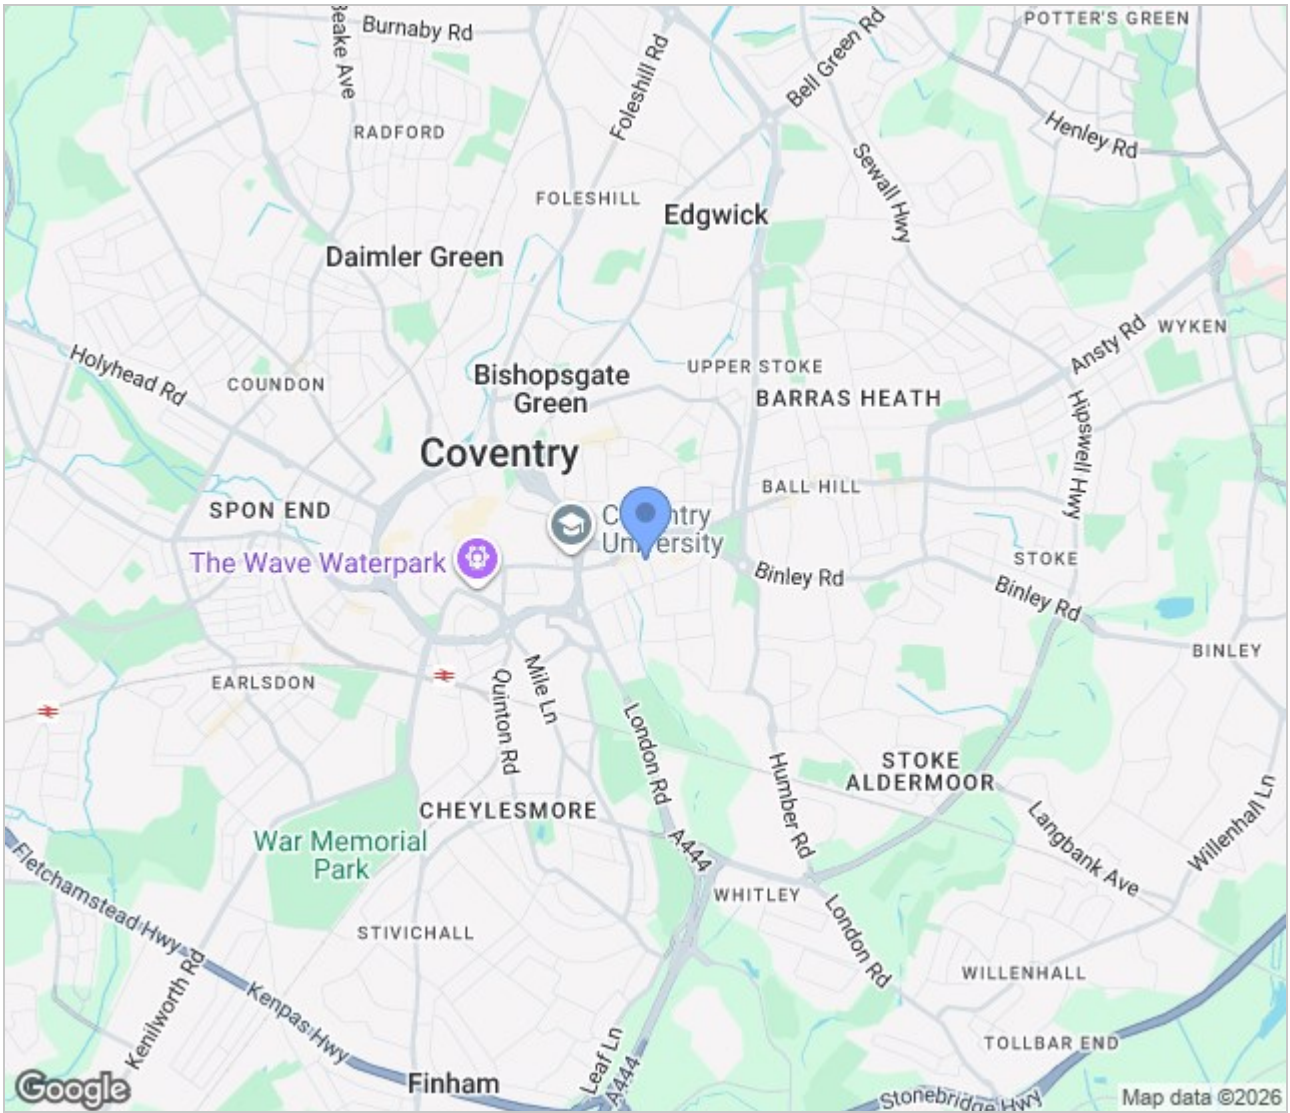 Burnaby Rd
Beake Ave
Foleshill Rd
Bell Green Rd
POTTER'S GREEN
Henley Rd
RADFORD
Sewall Hwy
FOLESHILL
Edgwick
Daimler Green
WYKEN
Ansty Rd
Holyhead Rd
COUNDON
Bishopsgate
Green
UPPER STOKE
BARRAS HEATH
Hipswell Hwy
Coventry
BALL HILL
SPON END
University
The Wave Waterpark
Binley Rd
STOKE
Binley Rd
BINLEY
EARLSDON
Quinton Rd
Mile Ln
London Rd
Humber Rd
STOKE
ALDERMOOR
Willenhall Ln
CHEYLESMORE
War Memorial
Park
Langbank Ave
A444
Fletchamstead Hwy
WHITLEY
London Rd
STIVICHALL
Kenilworth Rd
Kenpas Hwy
WILLENHALL
TOLLBAR END
Leaf Ln
A444
Finham
Stonebridge Hwy
Google
Map data ©2026